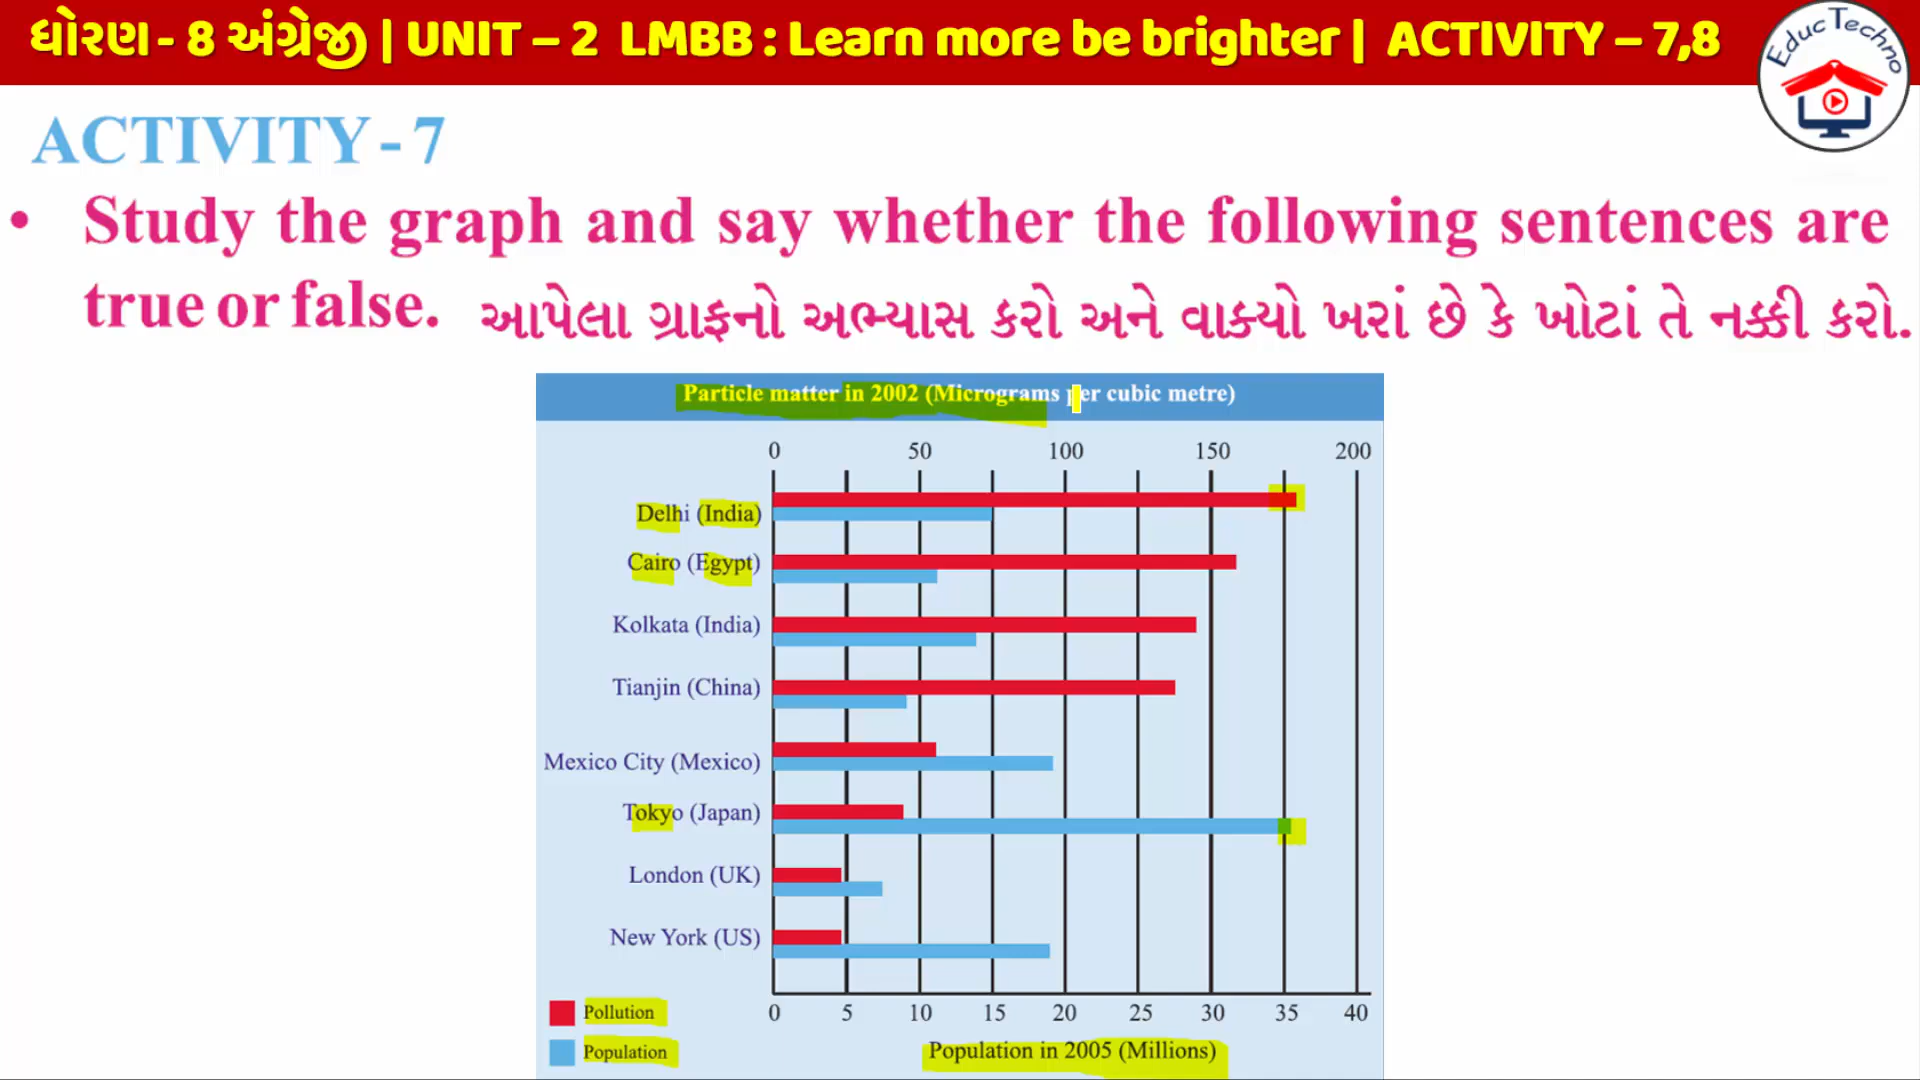 ધોરણ - 8 અંગ્રેજી | UNIT – 2 LMBB : Learn more be brighter | ACTIVITY – 7,8
Educ Techno
ACTIVITY - 7
• Study the graph and say whether the following sentences are
true or false. આપેલા ગ્રાફનો અભ્યાસ કરો અને વાક્યો ખરાં છે કે ખોટાં તે નક્કી કરો.
Particle matter in 2002 (Micrograms per cubic metre)
0 50 100 150 200
Delhi (India)
Cairo (Egypt)
Kolkata (India)
Tianjin (China)
Mexico City (Mexico)
Tokyo (Japan)
London (UK)
New York (US)
Pollution
0 5 10 15 20 25 30 35 40
Population
Population in 2005 (Millions)